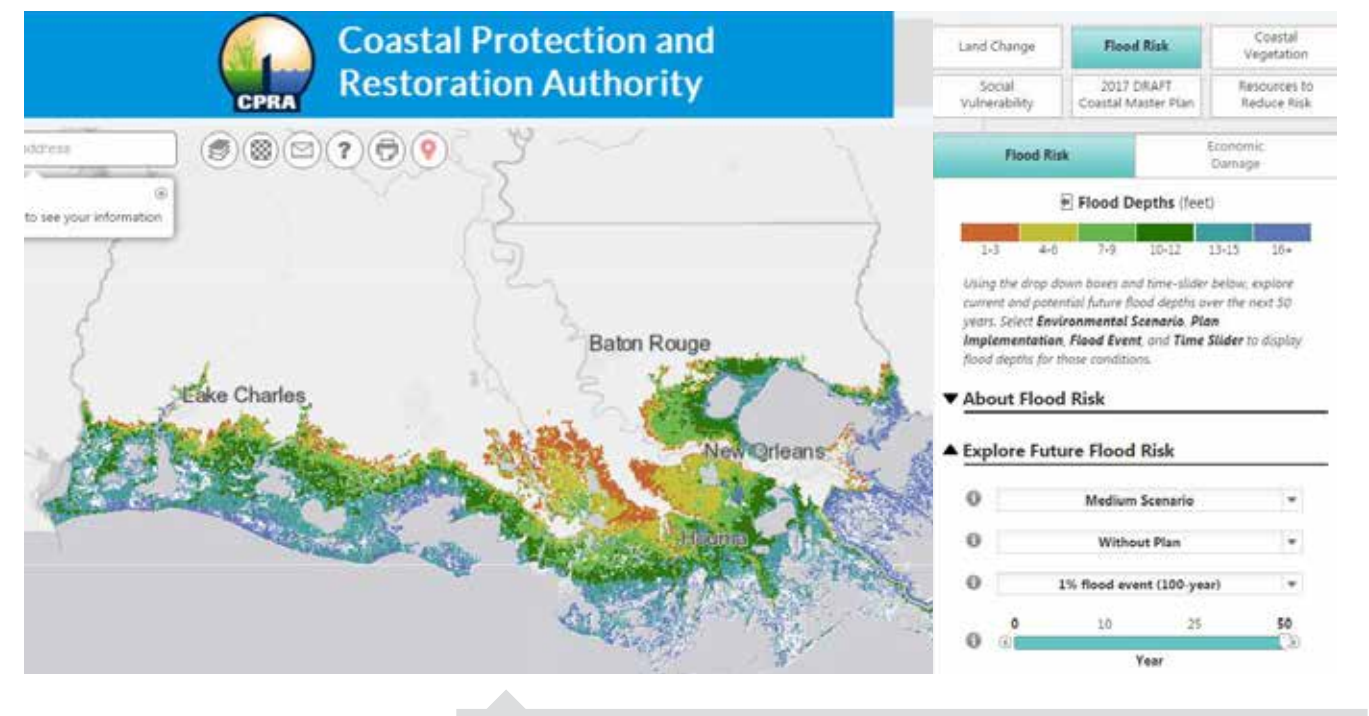 Coastal Protection and
Restoration Authority
CPRA
address
to see your information
?
Baton Rouge
Lake Charles
New Orleans
Houma
Land Change
Flood Risk
Coastal
Vegetation
Social
Vulnerability
2017 DRAFT
Coastal Master Plan
Resources to
Reduce Risk
Flood Risk
Economic
Damage
Flood Depths (feet)
1-3 4-6 7-9 10-12 13-15 16+
Using the drop down boxes and time-slider below, explore
current and potential future flood depths over the next 50
years. Select Environmental Scenario, Plan
Implementation, Flood Event, and Time Slider to display
flood depths for those conditions.
About Flood Risk
Explore Future Flood Risk
Medium Scenario
Without Plan
1% flood event (100-year)
0 10 25 50
Year